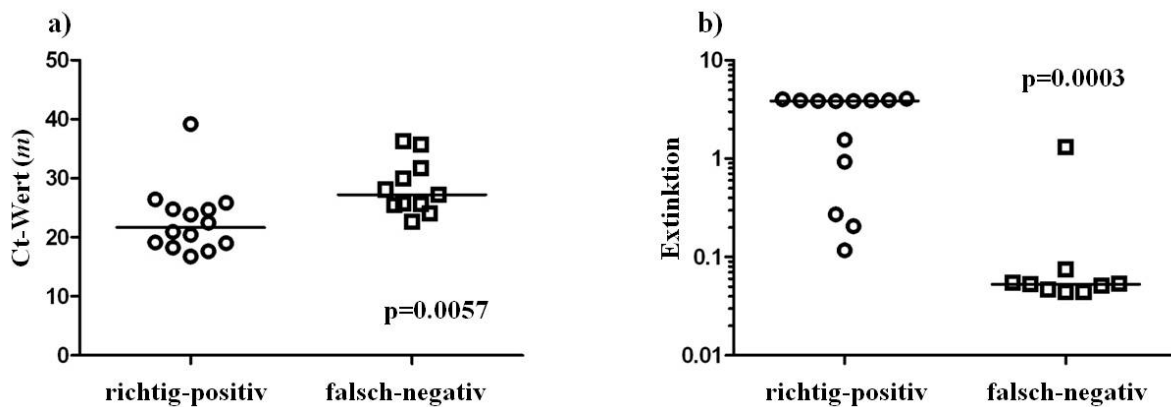 a)
50
40
30
20
10
0
Ct-Wert (m)
p=0.0057
richtig-positiv
falsch-negativ
b)
10
1
0.1
0.01
Extinktion
p=0.0003
richtig-positiv
falsch-negativ